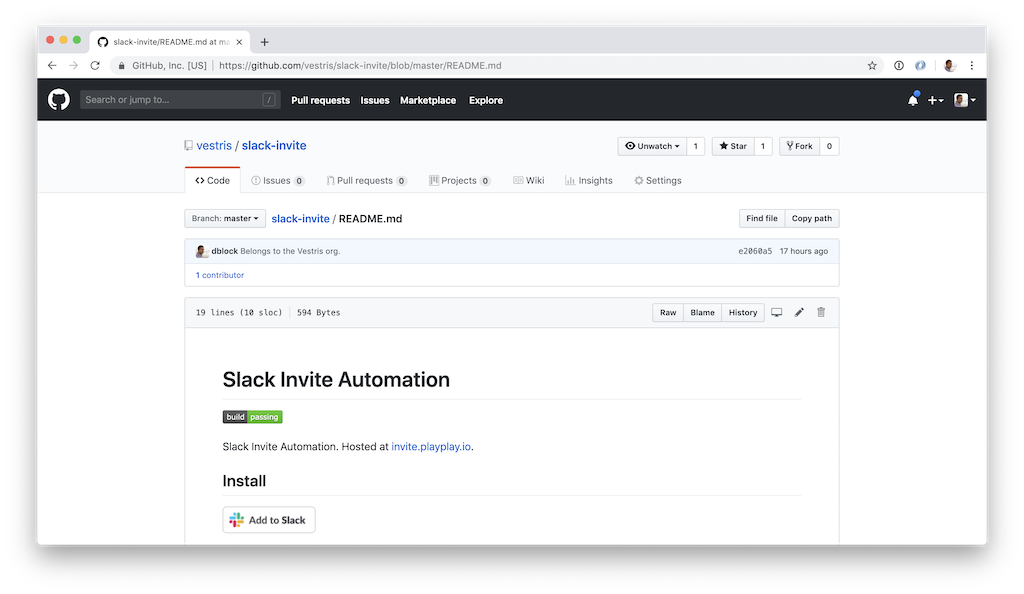 slack-invite/README.md at ma
GitHub, Inc. [US] https://github.com/vestris/slack-invite/blob/master/README.md
Search or jump to... / Pull requests Issues Marketplace Explore
vestris / slack-invite Unwatch 1 Star 1 Fork 0
Code Issues 0 Pull requests 0 Projects 0 Wiki Insights Settings
Branch: master slack-invite / README.md Find file Copy path
dblock Belongs to the Vestris org. e2060a5 17 hours ago
1 contributor
19 lines (10 sloc) 594 Bytes Raw Blame History
Slack Invite Automation
build passing
Slack Invite Automation. Hosted at invite.playplay.io.
Install
Add to Slack